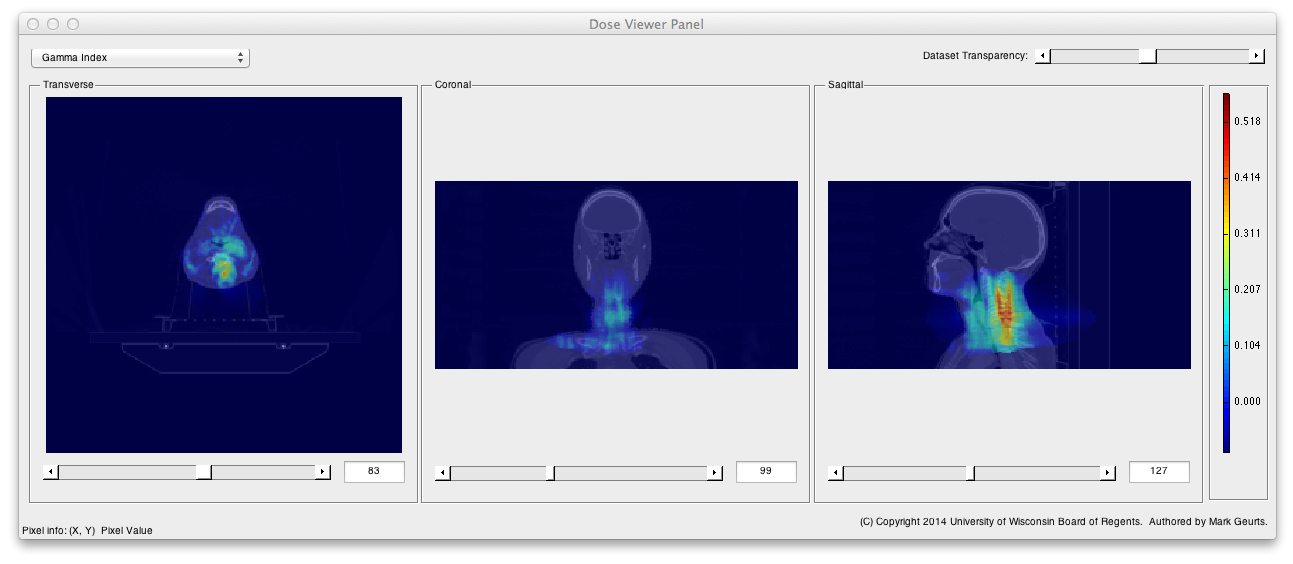 Dose Viewer Panel
Gamma Index
Dataset Transparency:
Transverse
Coronal
Sagittal
0.518
0.414
0.311
0.207
0.104
0.000
83
99
127
(C) Copyright 2014 University of Wisconsin Board of Regents. Authored by Mark Geurts.
Pixel info: (X, Y) Pixel Value